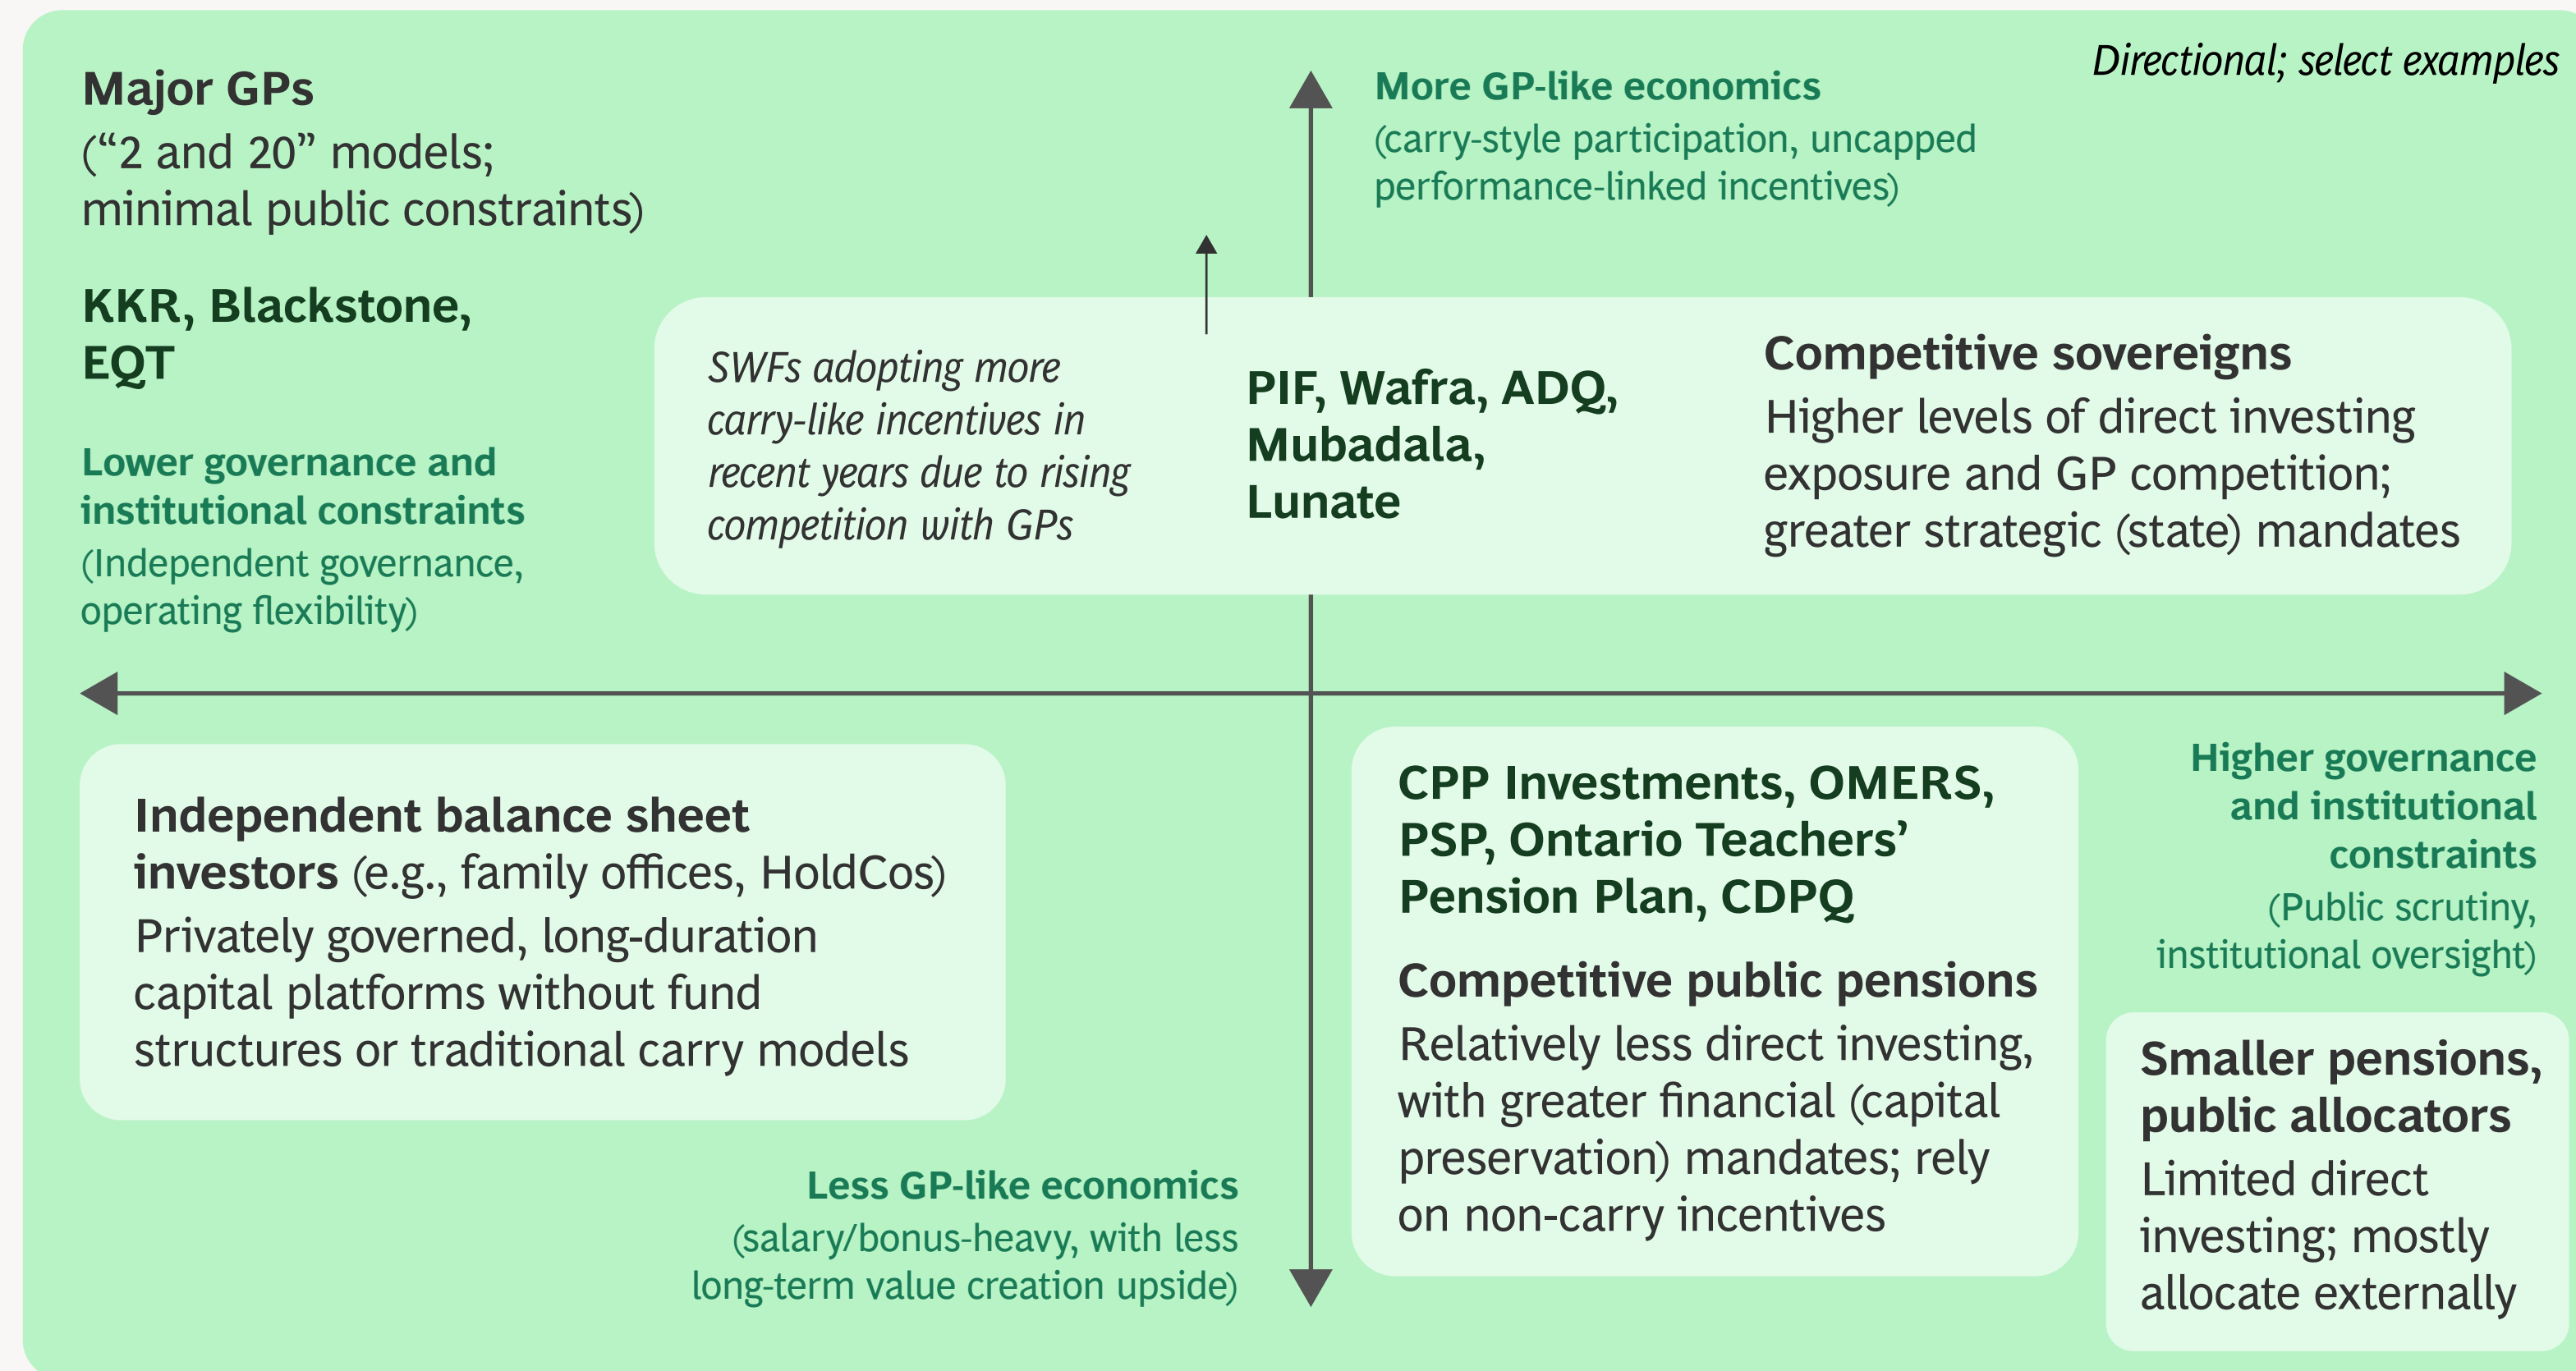 Directional; select examples
Major GPs
(“2 and 20” models;
minimal public constraints)
KKR, Blackstone,
EQT
Lower governance and
institutional constraints
(Independent governance,
operating flexibility)
More GP-like economics
(carry-style participation, uncapped
performance-linked incentives)
SWFs adopting more
carry-like incentives in
recent years due to rising
competition with GPs
PIF, Wafra, ADQ,
Mubadala,
Lunate
Competitive sovereigns
Higher levels of direct investing
exposure and GP competition;
greater strategic (state) mandates
Independent balance sheet
investors (e.g., family offices, HoldCos)
Privately governed, long-duration
capital platforms without fund
structures or traditional carry models
Less GP-like economics
(salary/bonus-heavy, with less
long-term value creation upside)
CPP Investments, OMERS,
PSP, Ontario Teachers’
Pension Plan, CDPQ
Competitive public pensions
Relatively less direct investing,
with greater financial (capital
preservation) mandates; rely
on non-carry incentives
Higher governance
and institutional
constraints
(Public scrutiny,
institutional oversight)
Smaller pensions,
public allocators
Limited direct
investing; mostly
allocate externally